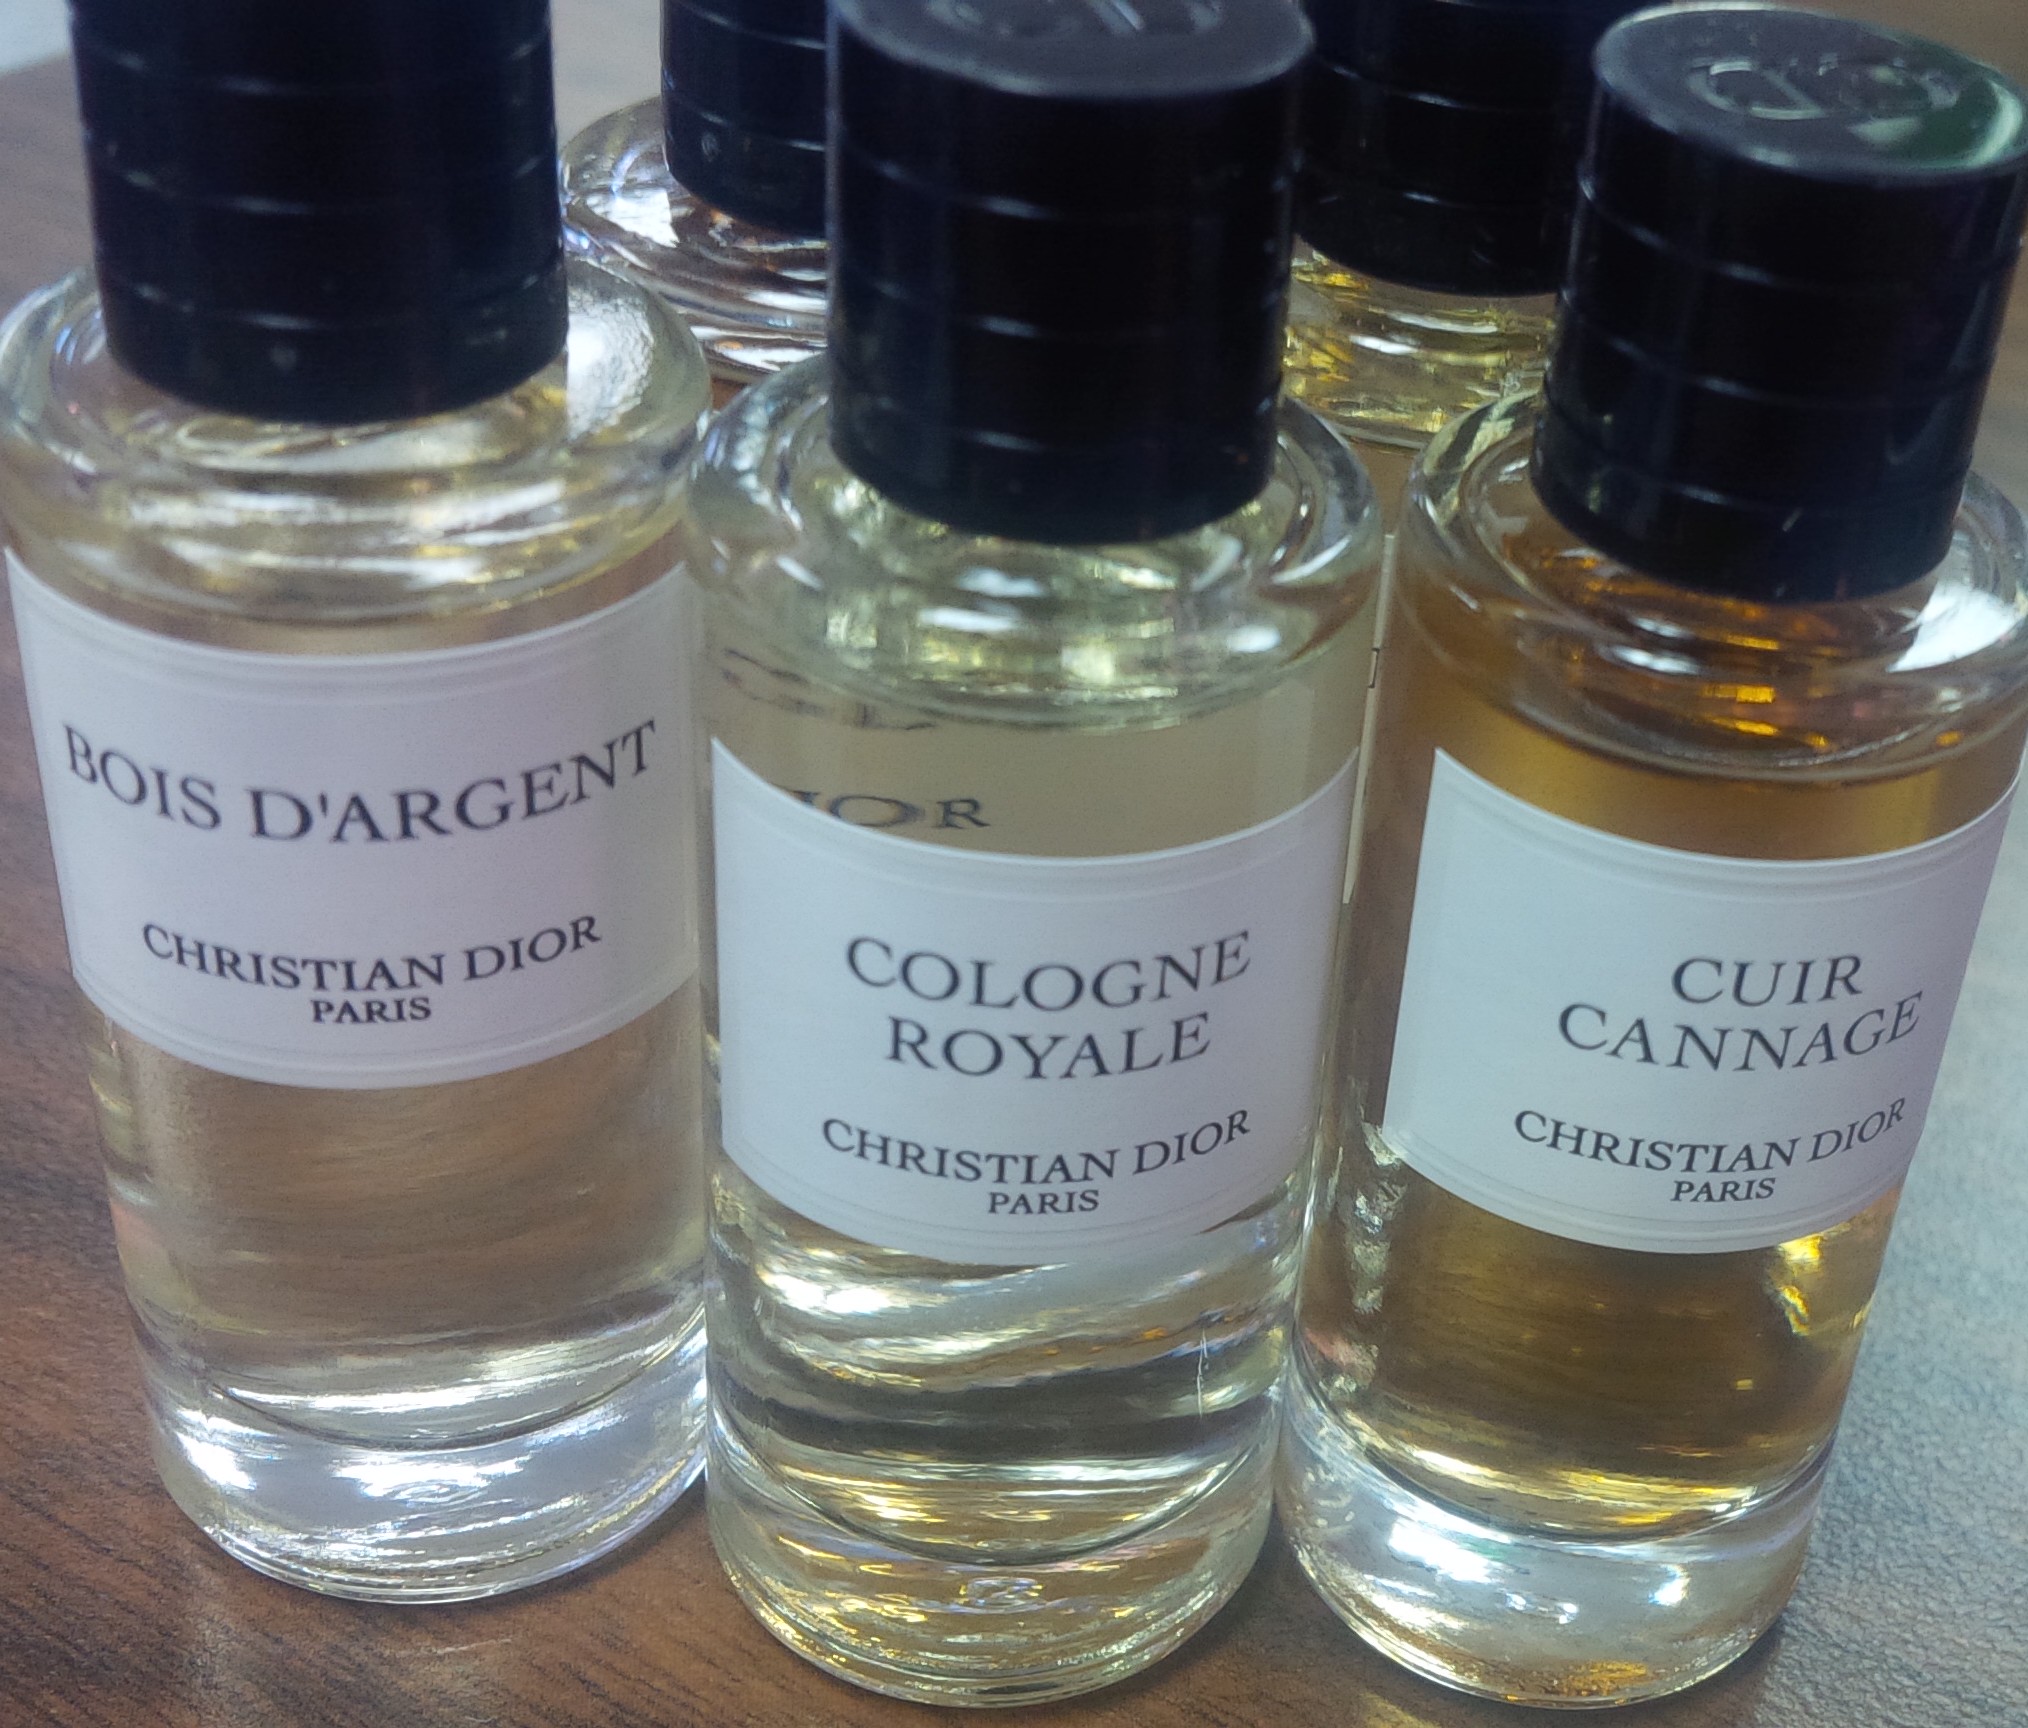 BOIS D'ARGENT
CHRISTIAN DIOR
PARIS
COLOGNE
ROYALE
CHRISTIAN DIOR
PARIS
CUIR
CANNAGE
CHRISTIAN DIOR
PARIS